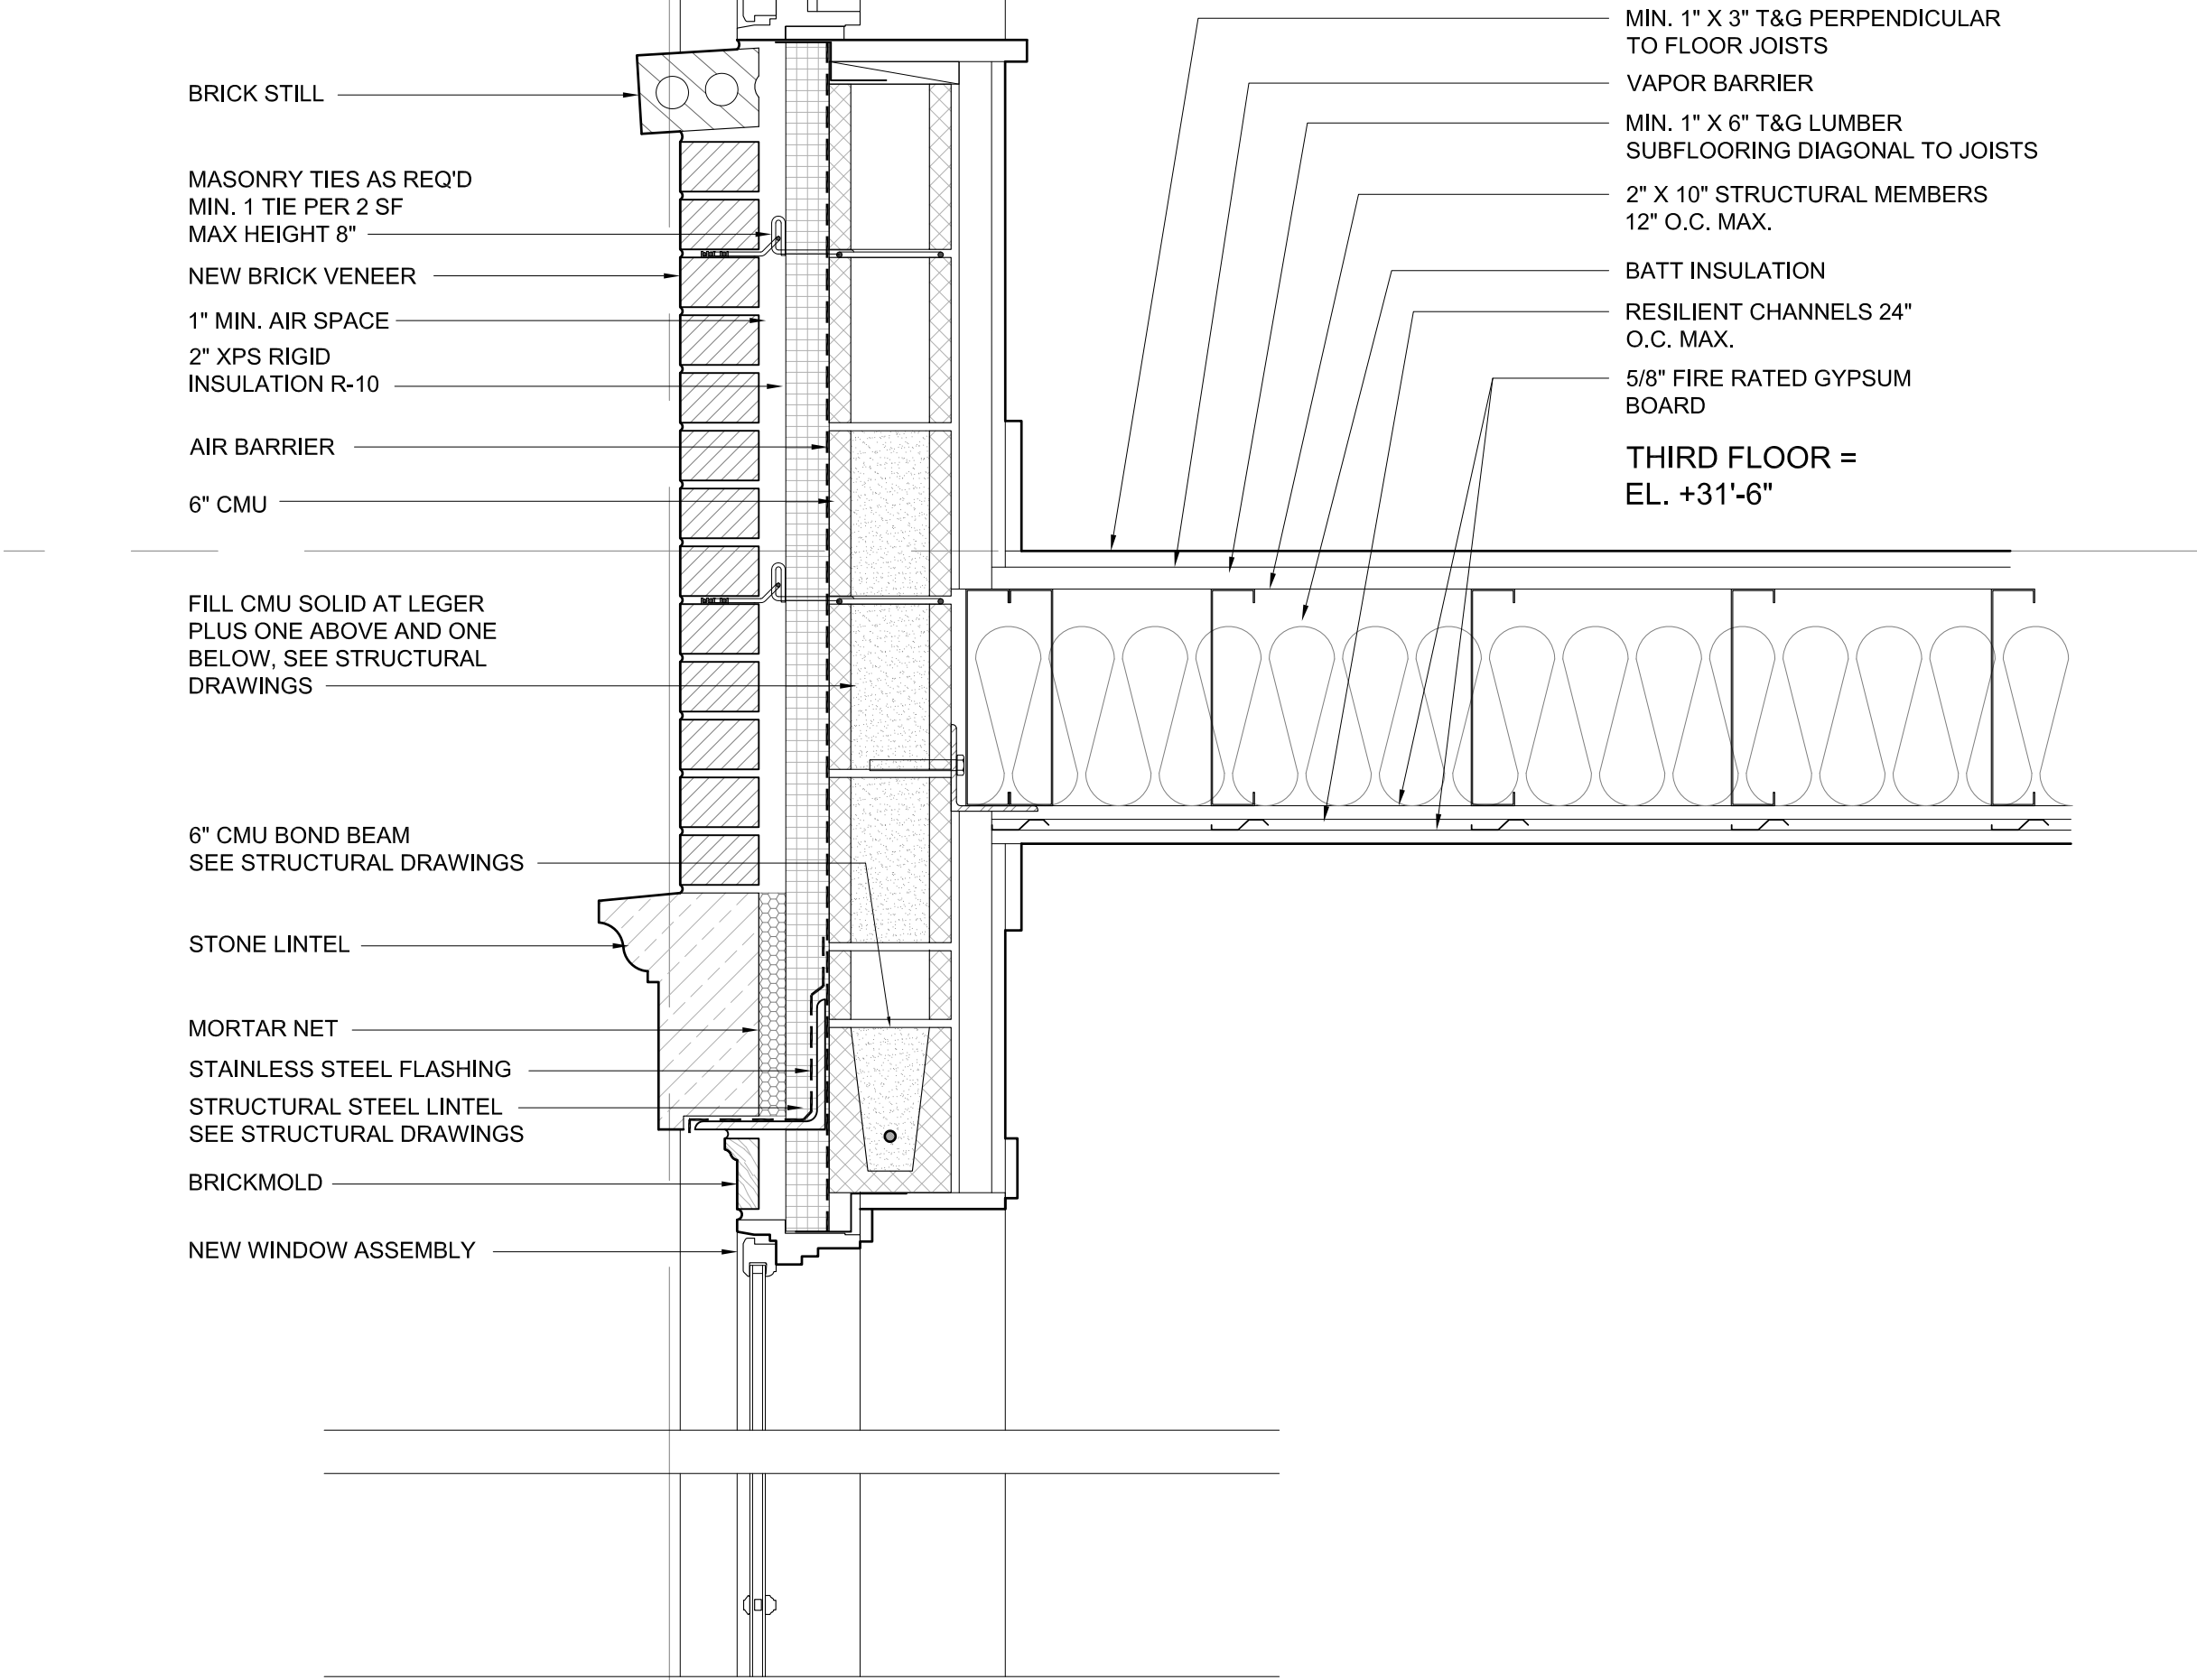 BRICK STILL
MASONRY TIES AS REQ'D
MIN. 1 TIE PER 2 SF
MAX HEIGHT 8"
NEW BRICK VENEER
1" MIN. AIR SPACE
2" XPS RIGID
INSULATION R-10
AIR BARRIER
6" CMU
FILL CMU SOLID AT LEGER
PLUS ONE ABOVE AND ONE
BELOW, SEE STRUCTURAL
DRAWINGS
6" CMU BOND BEAM
SEE STRUCTURAL DRAWINGS
STONE LINTEL
MORTAR NET
STAINLESS STEEL FLASHING
STRUCTURAL STEEL LINTEL
SEE STRUCTURAL DRAWINGS
BRICKMOLD
NEW WINDOW ASSEMBLY
MIN. 1" X 3" T&G PERPENDICULAR
TO FLOOR JOISTS
VAPOR BARRIER
MIN. 1" X 6" T&G LUMBER
SUBFLOORING DIAGONAL TO JOISTS
2" X 10" STRUCTURAL MEMBERS
12" O.C. MAX.
BATT INSULATION
RESILIENT CHANNELS 24"
O.C. MAX.
5/8" FIRE RATED GYPSUM
BOARD
THIRD FLOOR =
EL. +31'-6"